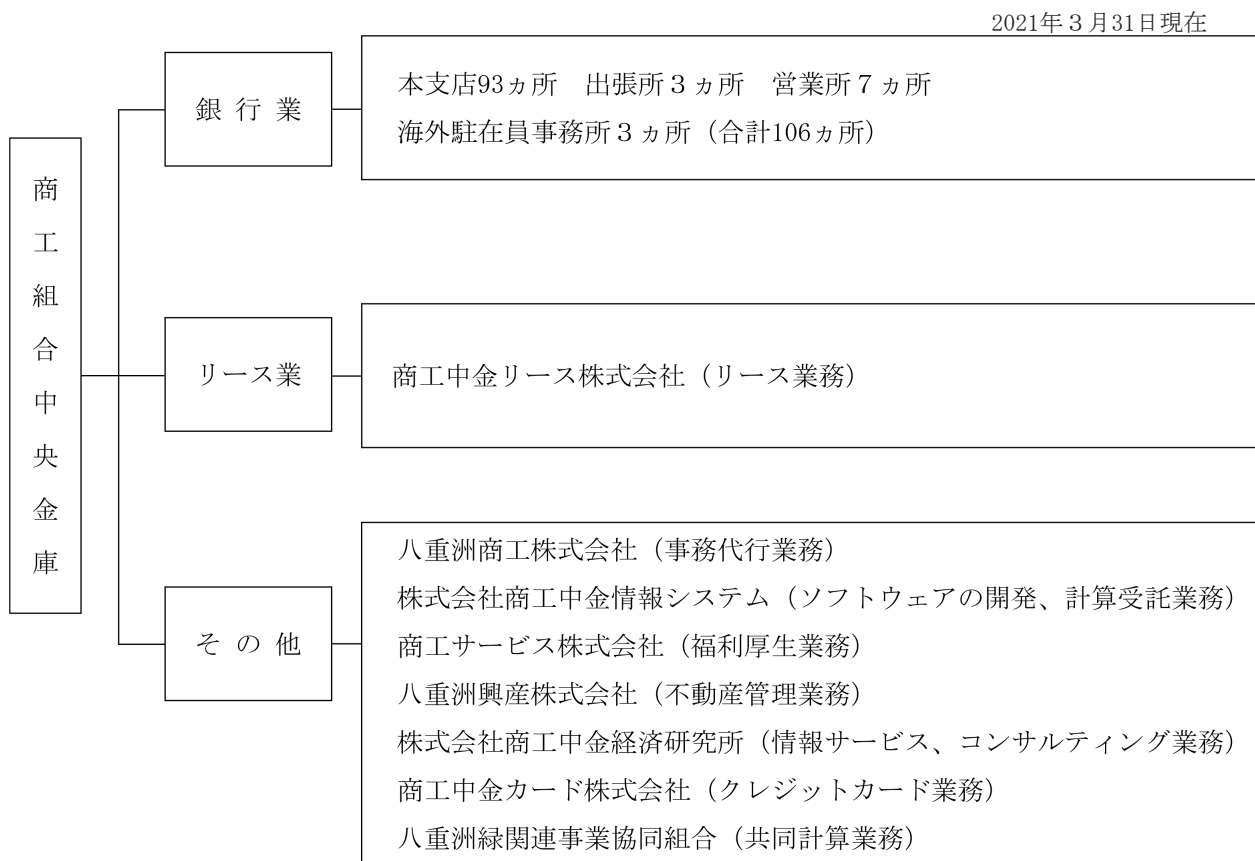 2021年３月31日現在
商工組合中央金庫
銀行業
本支店93ヵ所　出張所３ヵ所　営業所７ヵ所
海外駐在員事務所３ヵ所（合計106ヵ所）
リース業
商工中金リース株式会社（リース業務）
その他
八重洲商工株式会社（事務代行業務）
株式会社商工中金情報システム（ソフトウェアの開発、計算受託業務）
商工サービス株式会社（福利厚生業務）
八重洲興産株式会社（不動産管理業務）
株式会社商工中金経済研究所（情報サービス、コンサルティング業務）
商工中金カード株式会社（クレジットカード業務）
八重洲緑関連事業協同組合（共同計算業務）